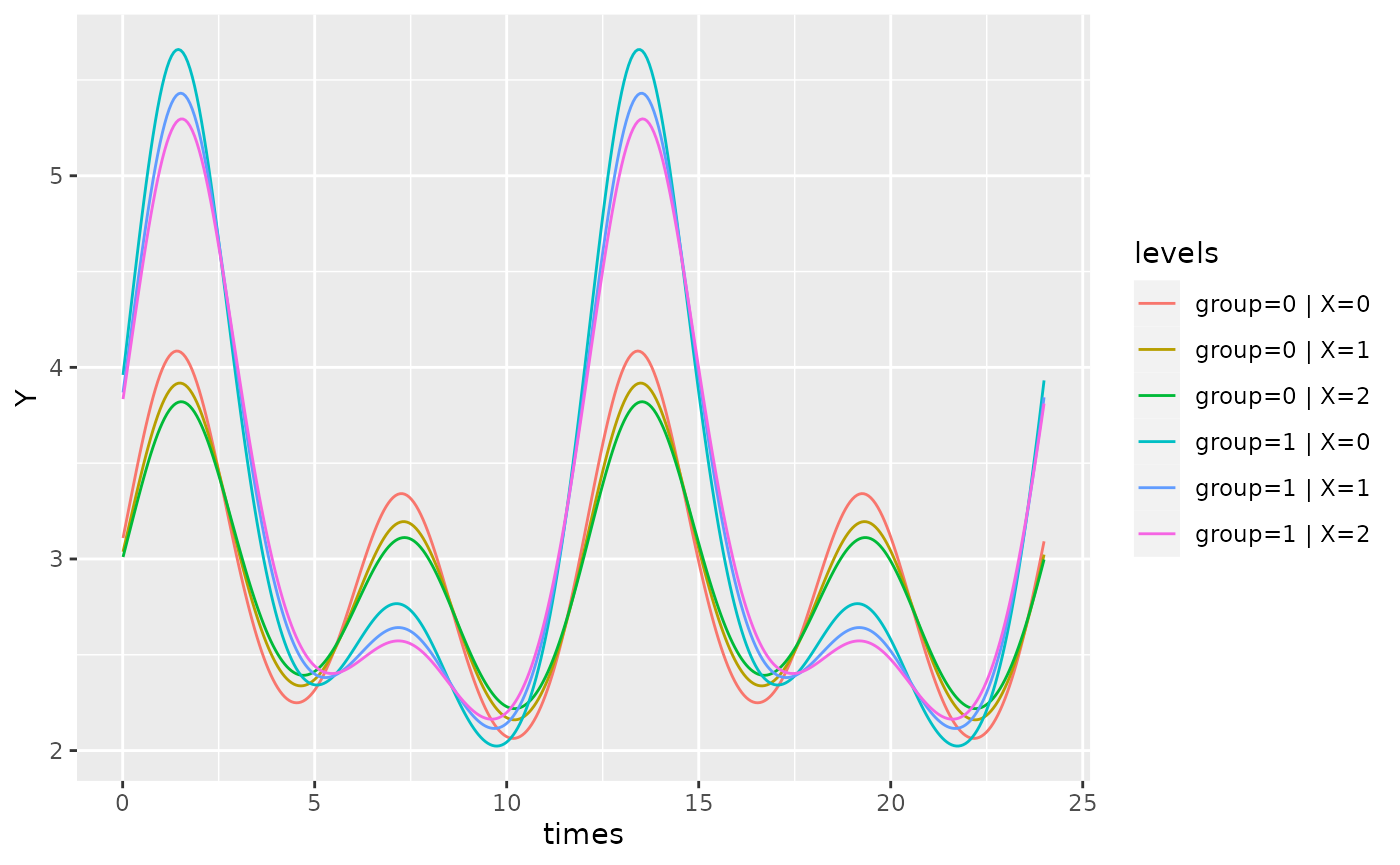 5
4
3
2
Y
0 5 10 15 20 25
times
levels
group=0 | X=0
group=0 | X=1
group=0 | X=2
group=1 | X=0
group=1 | X=1
group=1 | X=2